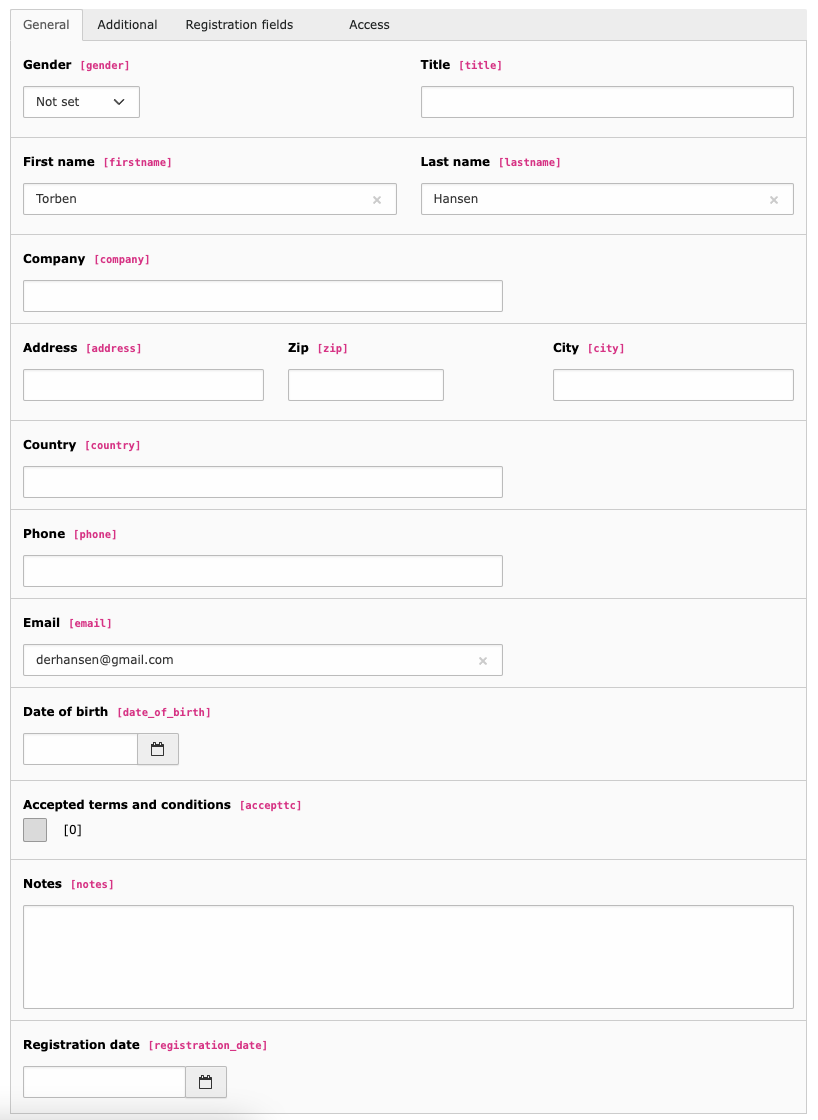 General Additional Registration fields Access
Gender [gender] Title [title]
Not set
First name [firstname] Last name [lastname]
Torben Hansen
Company [company]
Address [address] Zip [zip] City [city]
Country [country]
Phone [phone]
Email [email]
derhansen@gmail.com
Date of birth [date_of_birth]
Accepted terms and conditions [accepttc]
[0]
Notes [notes]
Registration date [registration_date]